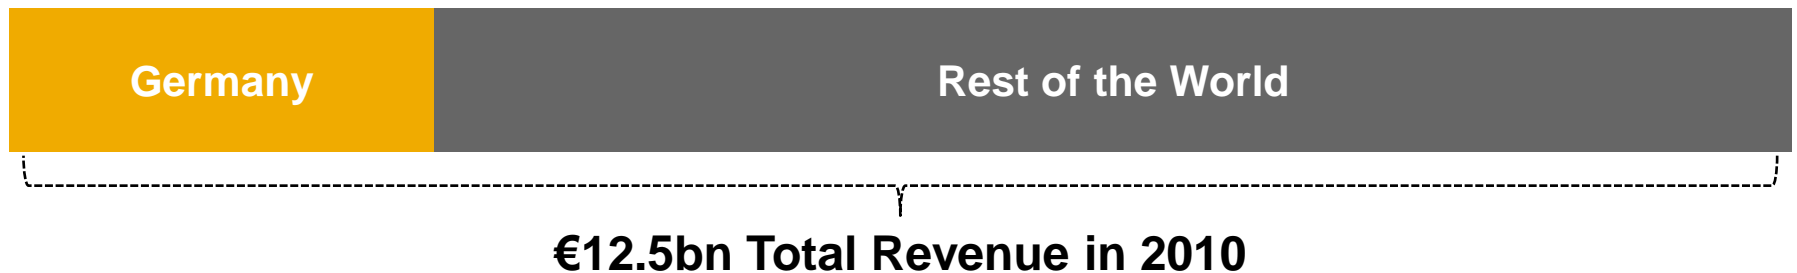 Germany
Rest of the World
€12.5bn Total Revenue in 2010